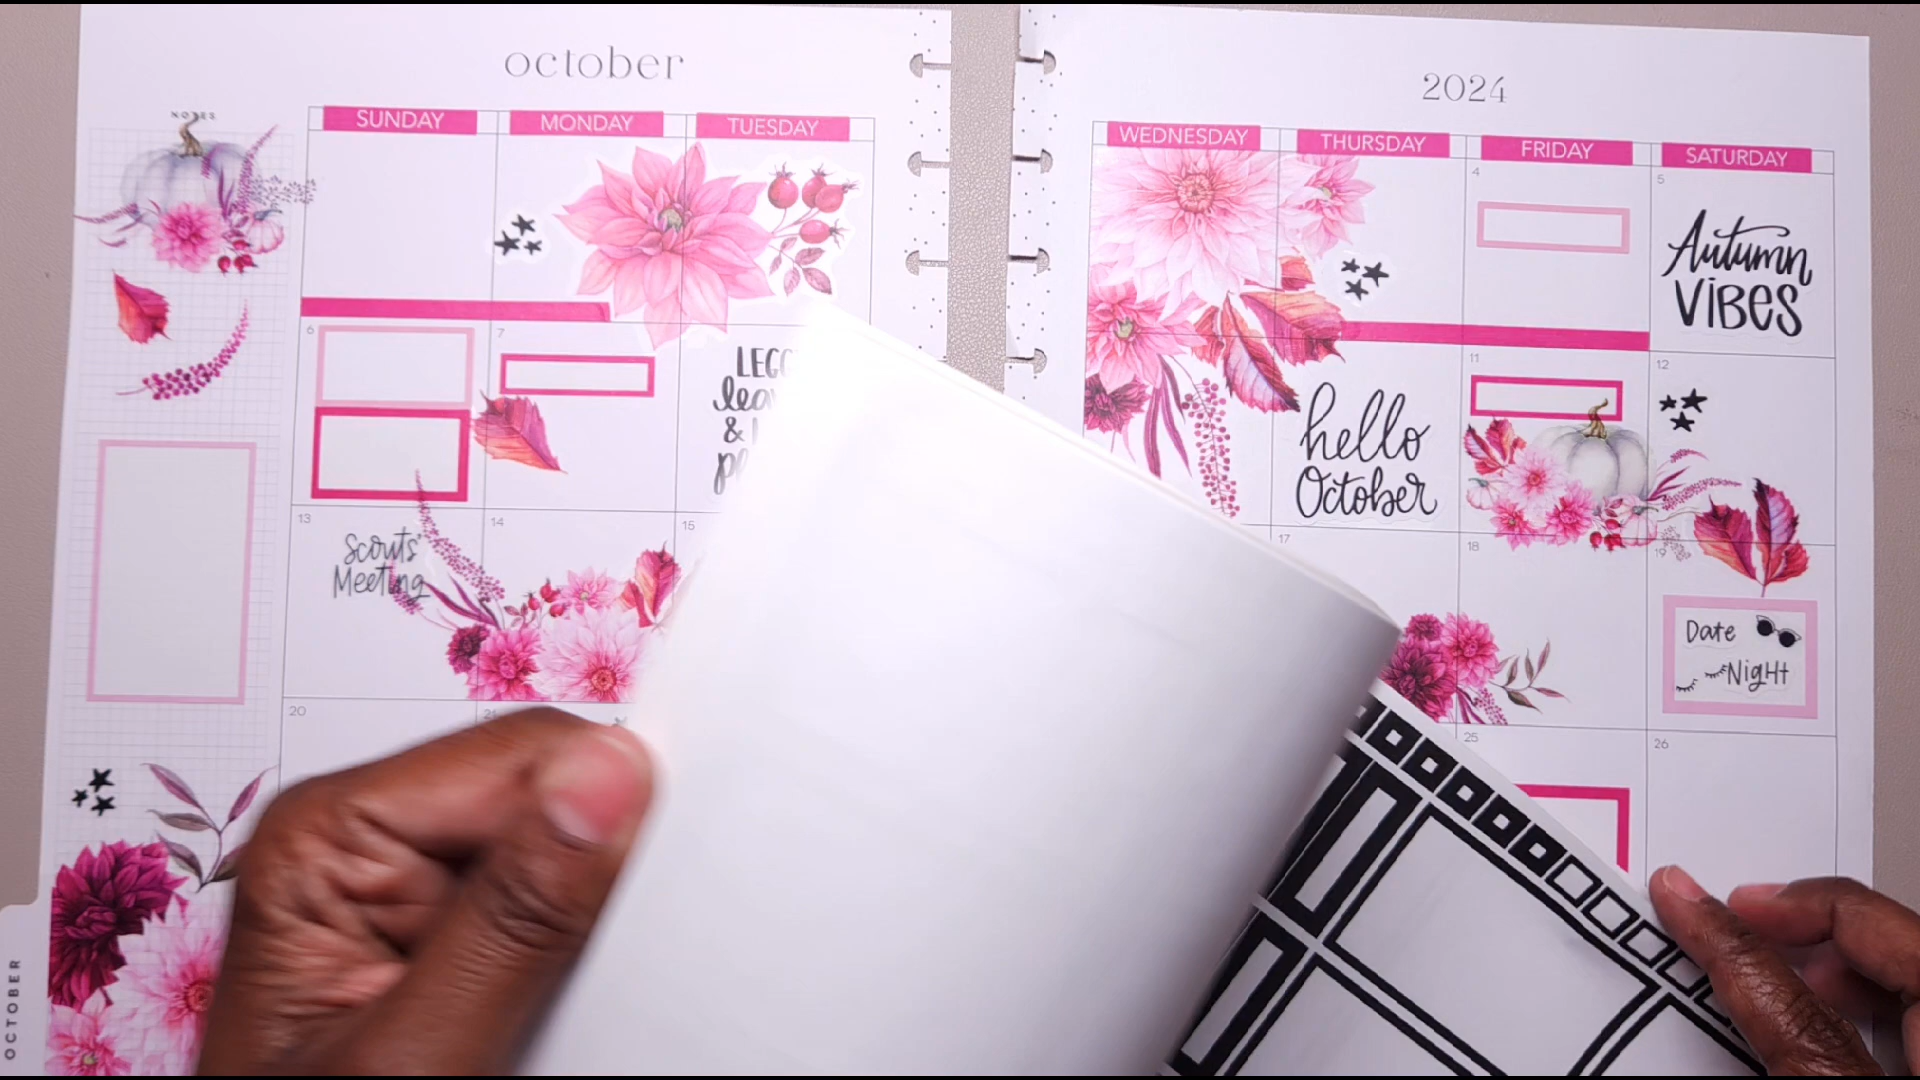 october
2024
NOTES
SUNDAY
MONDAY
TUESDAY
WEDNESDAY
THURSDAY
FRIDAY
SATURDAY
4
5
Autumn
VIBES
6
7
11
12
hello
October
&
13
14
15
17
18
19
Scouts'
Meeting
Date
NigHt
20
21
25
26
OCTOBER